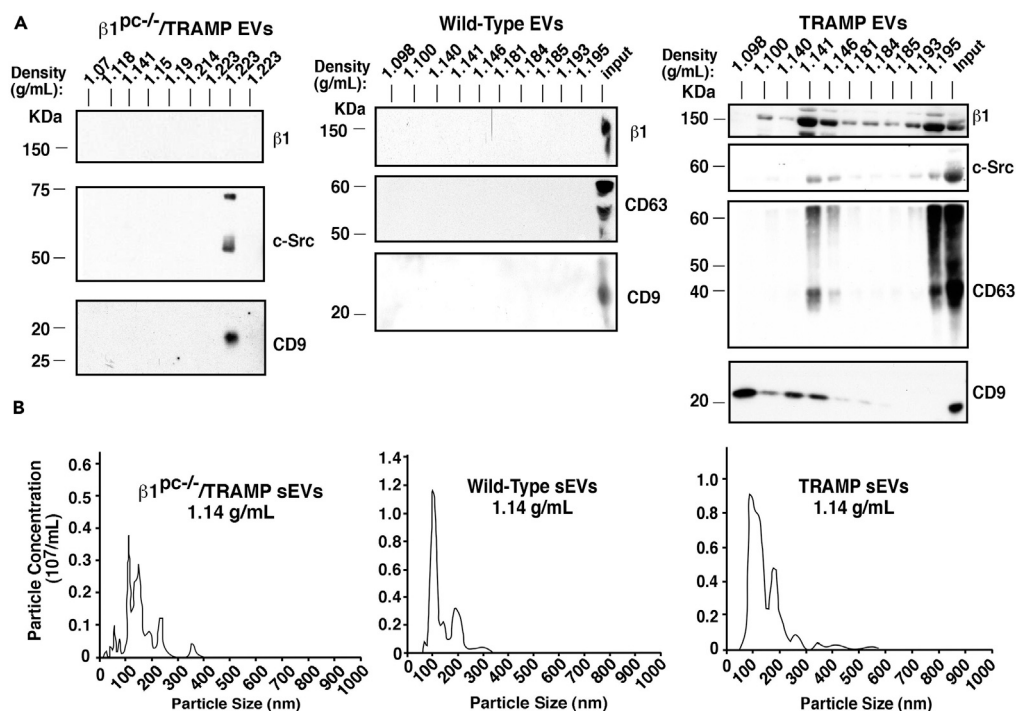 A
β1pc-/-/TRAMP EVs
Density (g/mL):
1.07 1.118 1.141 1.15 1.19 1.214 1.223 1.223 1.223
KDa
150
β1
75
50
c-Src
20
25
CD9
Wild-Type EVs
Density (g/mL):
1.098 1.100 1.140 1.141 1.146 1.181 1.184 1.185 1.193 1.195 input
KDa
150
β1
60
50
CD63
20
CD9
TRAMP EVs
Density (g/mL):
1.098 1.100 1.140 1.141 1.146 1.181 1.184 1.185 1.193 1.195 Input
KDa
150
β1
60
c-Src
60
50
40
CD63
20
CD9
B
Particle Concentration
(107/mL)
0.6
0.5
0.4
0.3
0.2
0.1
0
β1pc-/-/TRAMP sEVs
1.14 g/mL
0 100 200 300 400 500 600 700 800 900 1000
Particle Size (nm)
1.4
1.2
1.0
0.8
0.6
0.4
0.2
0
Wild-Type sEVs
1.14 g/mL
0 100 200 300 400 500 600 700 800 900 1000
Particle Size (nm)
1.0
0.8
0.6
0.4
0.2
0
TRAMP sEVs
1.14 g/mL
0 100 200 300 400 500 600 700 800 900 1000
Particle Size (nm)